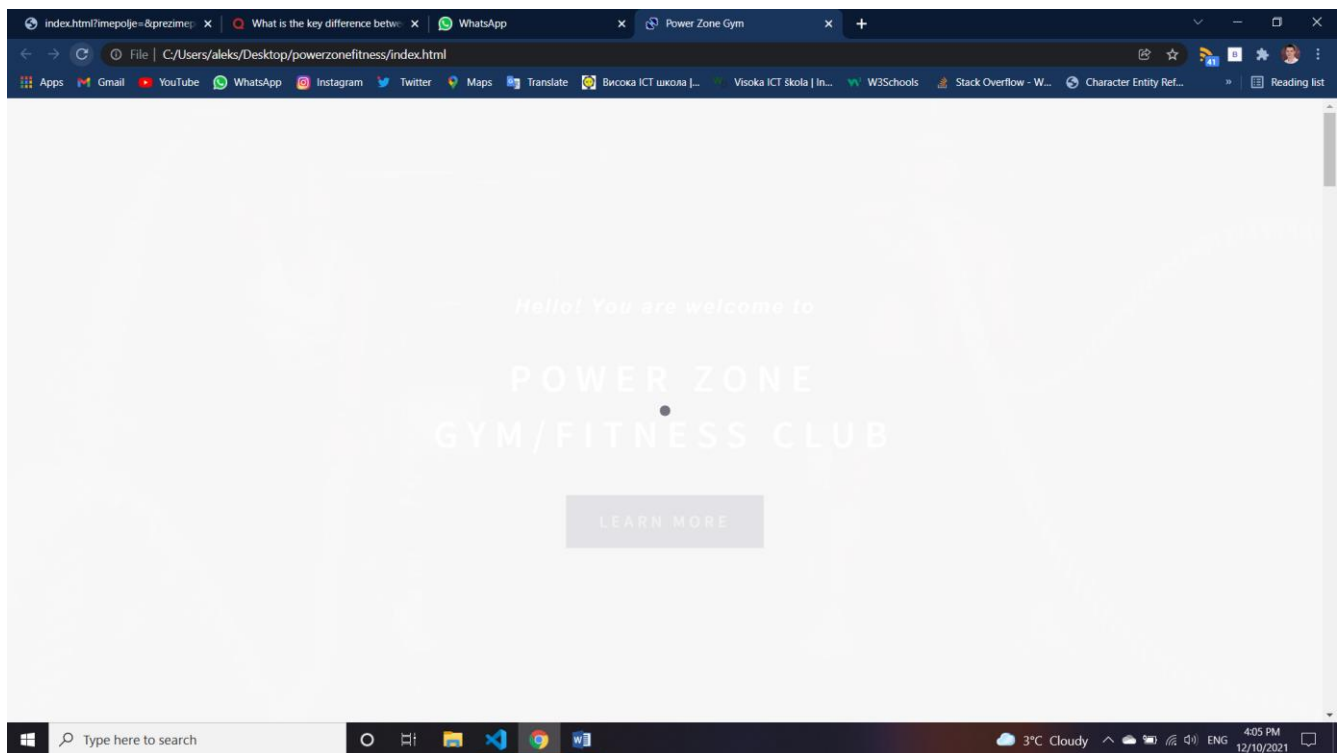 index.html?imepolje=&prezimep
What is the key difference betwe
WhatsApp
Power Zone Gym
File | C:/Users/aleks/Desktop/powerzonefitness/index.html
41
B
Apps Gmail YouTube WhatsApp Instagram Twitter Maps Translate Висока ICT школа |... Visoka ICT škola | In... W3Schools Stack Overflow - W... Character Entity Ref... » Reading list
Hello! You are welcome to
POWER ZONE
GYM/FITNESS CLUB
LEARN MORE
Type here to search
3°C Cloudy ENG 4:05 PM
12/10/2021